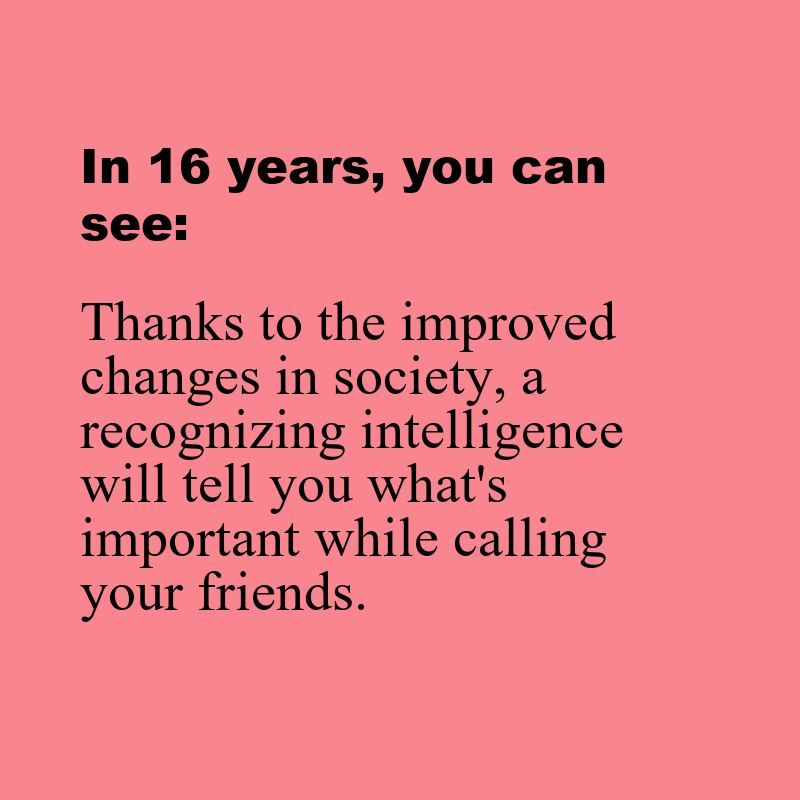 In 16 years, you can
see:
Thanks to the improved
changes in society, a
recognizing intelligence
will tell you what's
important while calling
your friends.